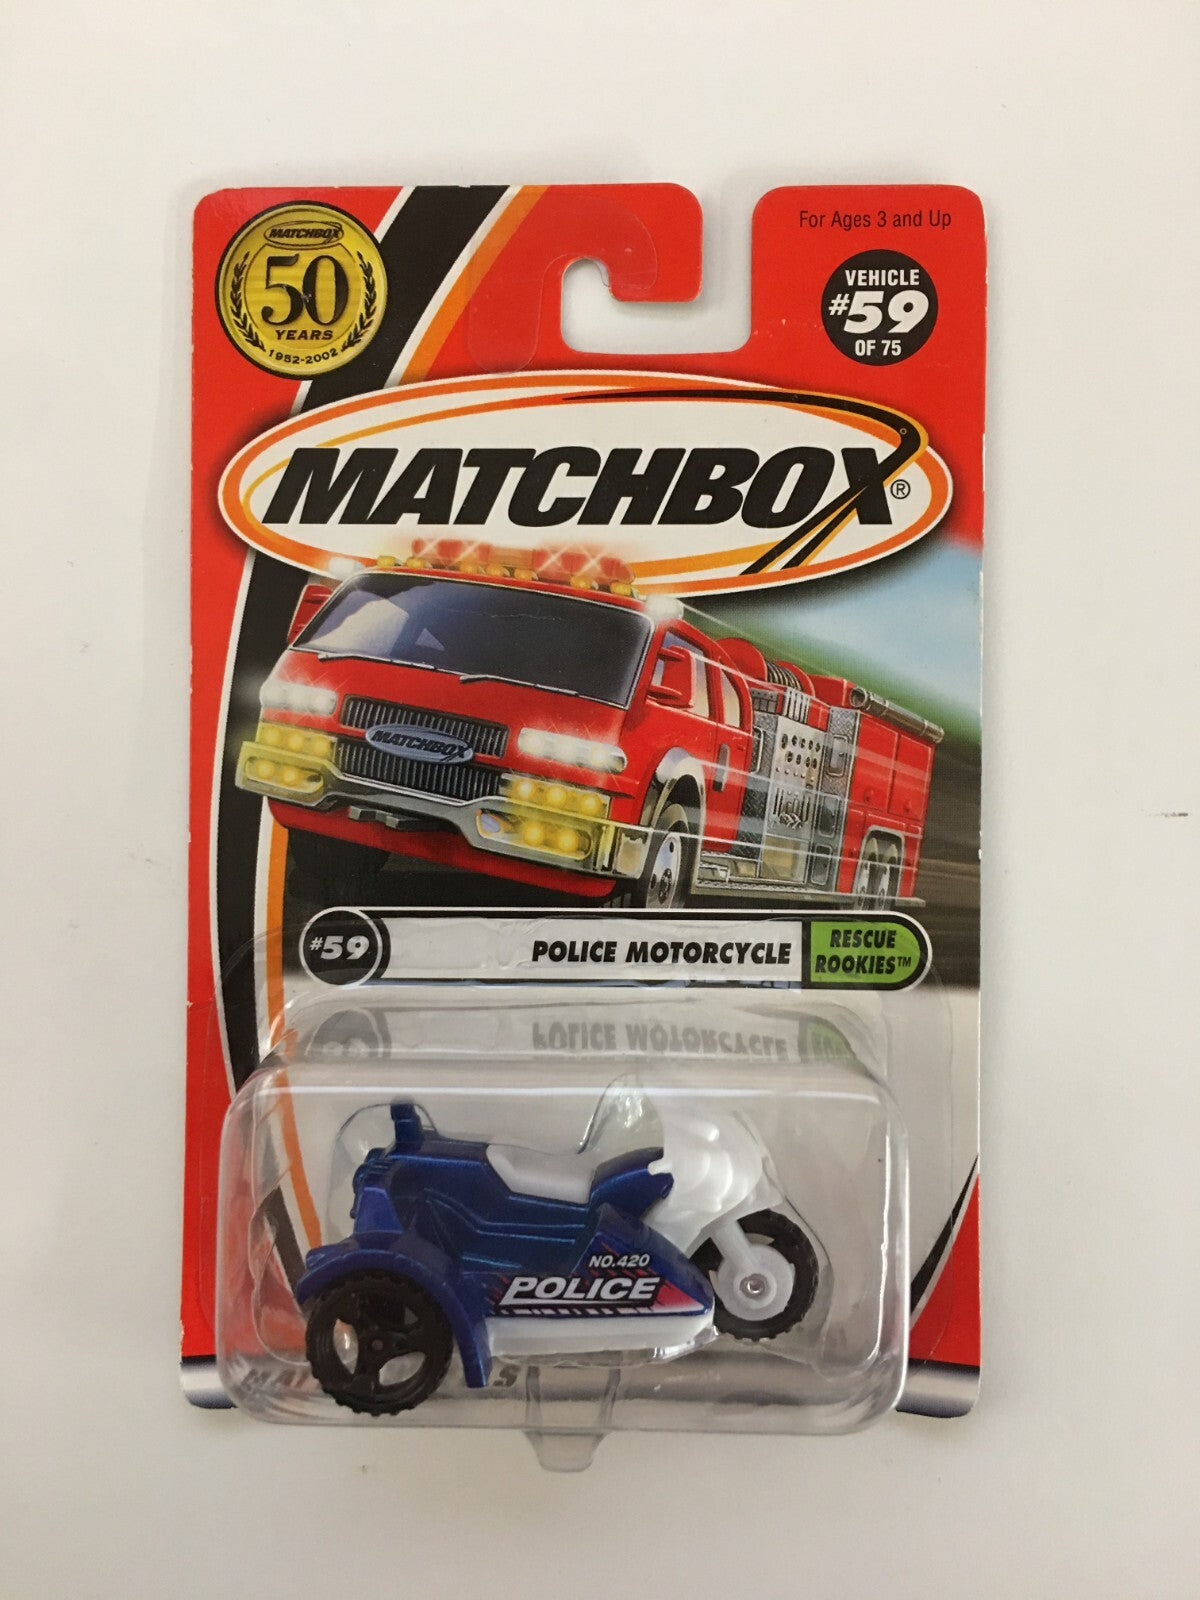 MATCHBOX
50
YEARS
1952-2002
For Ages 3 and Up
VEHICLE
#59
OF 75
MATCHBOX®
MATCHBOX
#59 POLICE MOTORCYCLE RESCUE
ROOKIES™
NO.420
POLICE